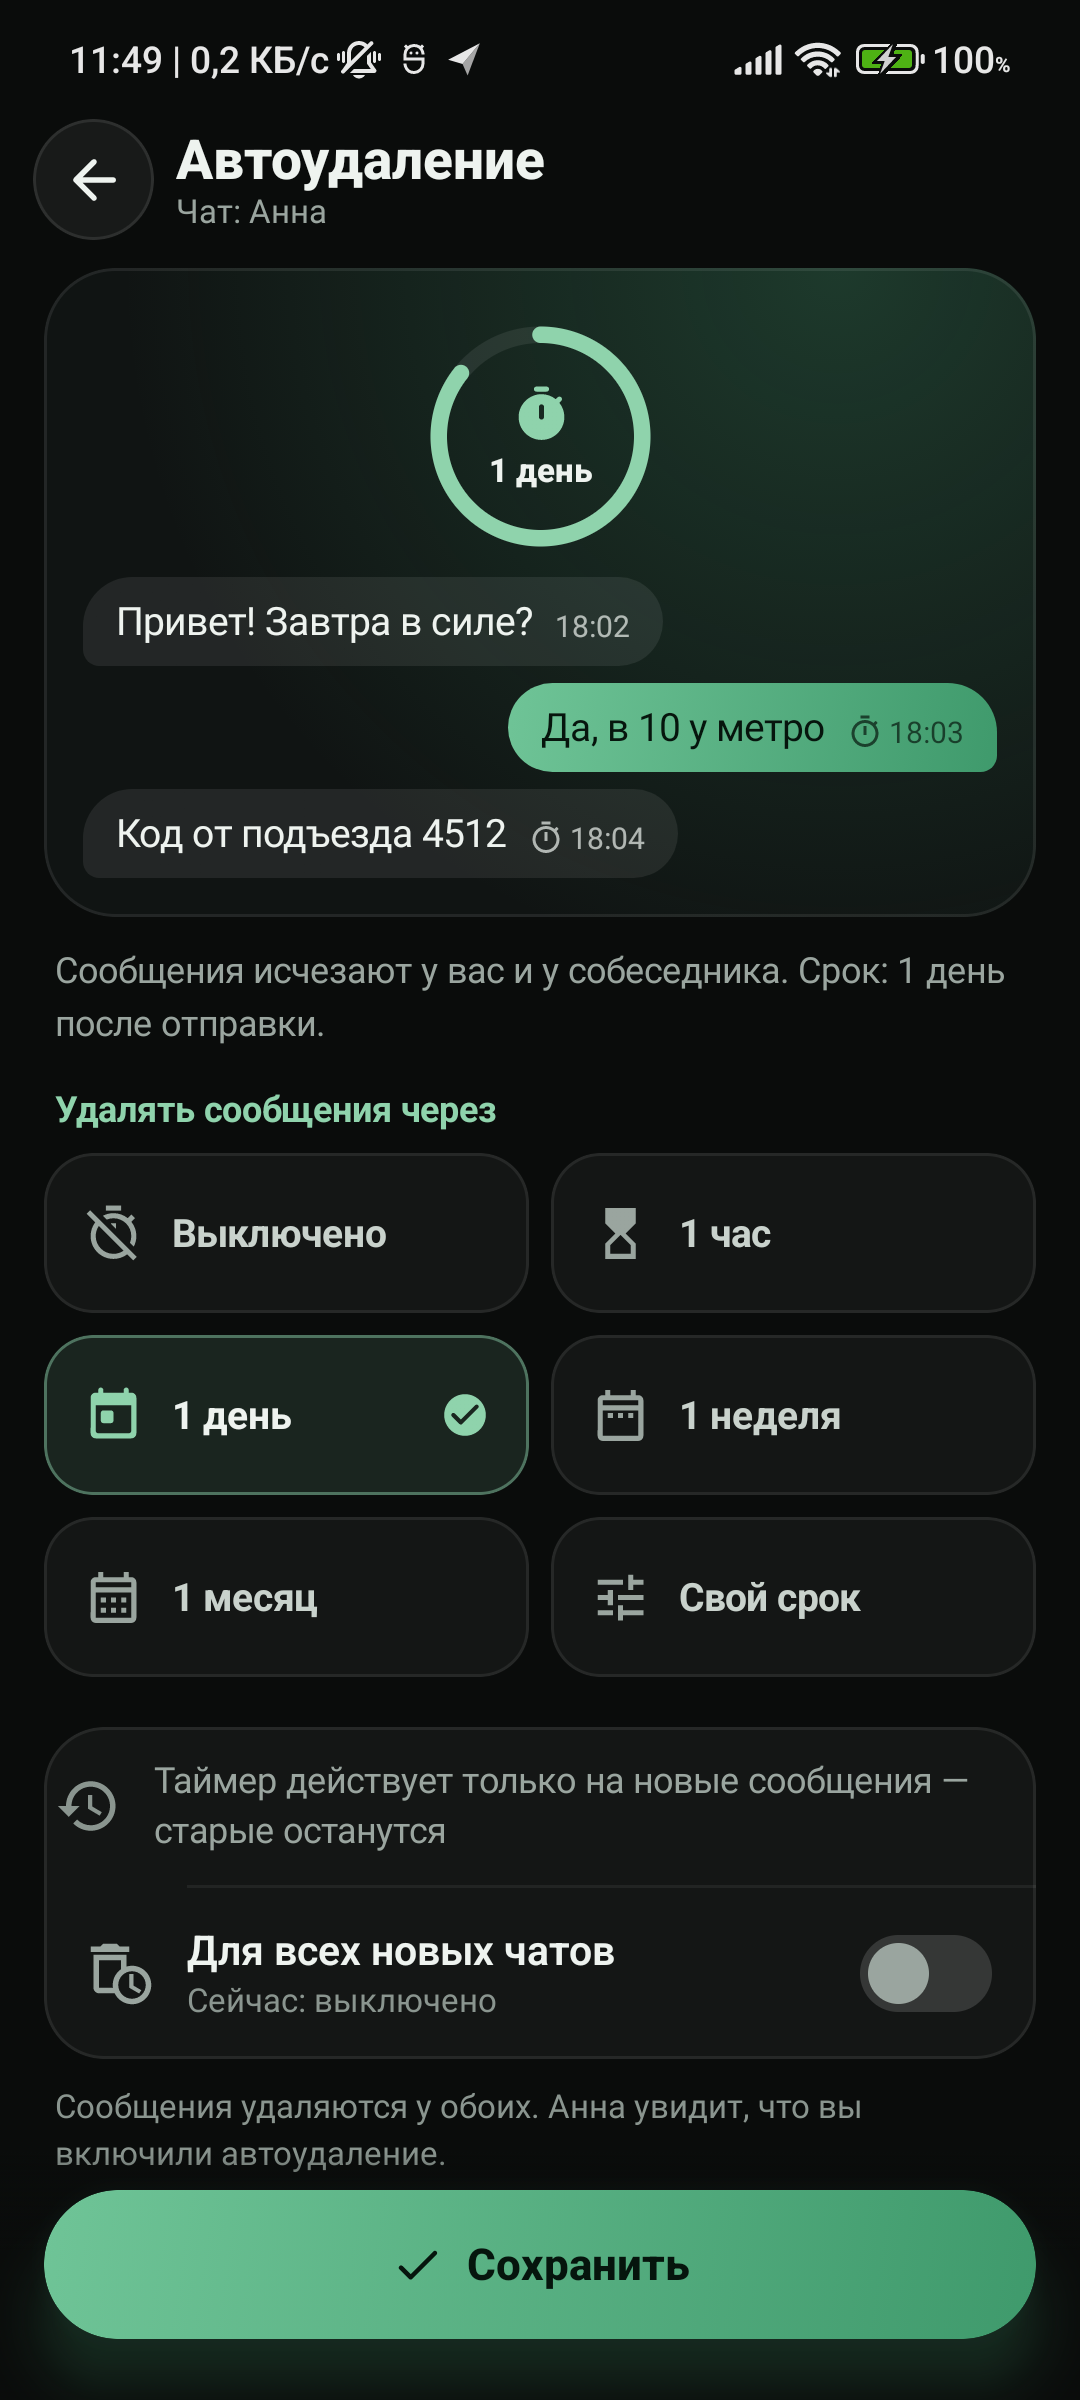 11:49 | 0,2 КБ/с 100%
Автоудаление
Чат: Анна
1 день
Привет! Завтра в силе? 18:02
Да, в 10 у метро 18:03
Код от подъезда 4512 18:04
Сообщения исчезают у вас и у собеседника. Срок: 1 день
после отправки.
Удалять сообщения через
Выключено
1 час
1 день
1 неделя
1 месяц
Свой срок
Таймер действует только на новые сообщения —
старые останутся
Для всех новых чатов
Сейчас: выключено
Сообщения удаляются у обоих. Анна увидит, что вы
включили автоудаление.
Сохранить